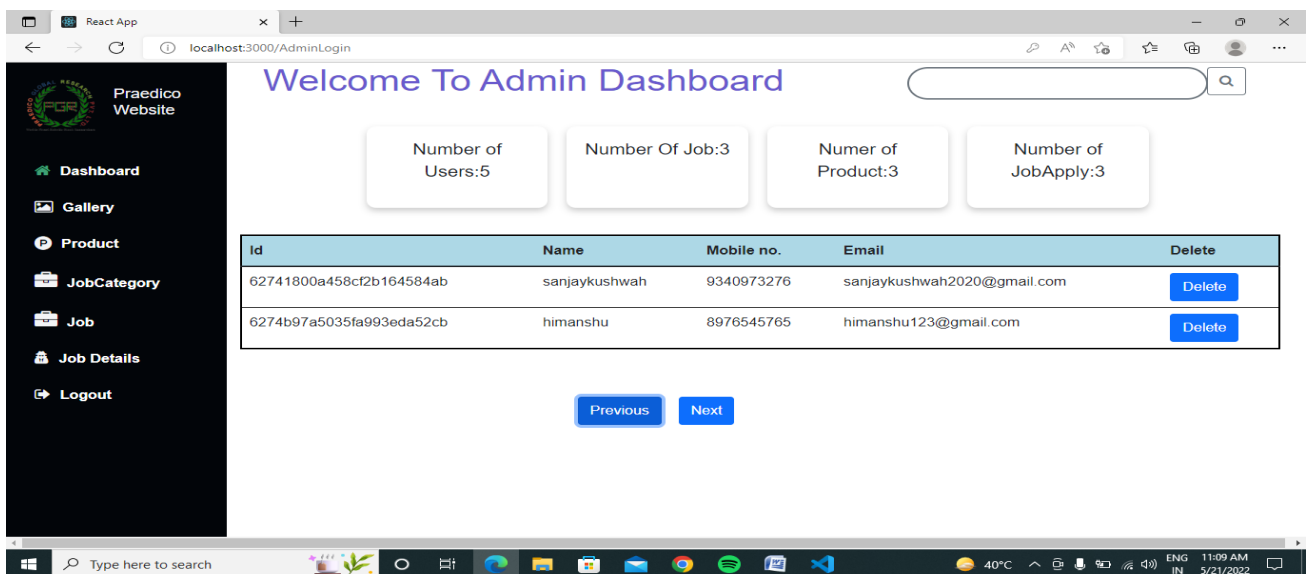 React App
localhost:3000/AdminLogin
PGR
Praedico
Website
Welcome To Admin Dashboard
Number of
Users:5
Number Of Job:3
Numer of
Product:3
Number of
JobApply:3
Dashboard
Gallery
Product
JobCategory
Job
Job Details
Logout
Id Name Mobile no. Email Delete
62741800a458cf2b164584ab sanjaykushwah 9340973276 sanjaykushwah2020@gmail.com Delete
6274b97a5035fa993eda52cb himanshu 8976545765 himanshu123@gmail.com Delete
Previous Next
Type here to search
40°C
ENG
IN
11:09 AM
5/21/2022